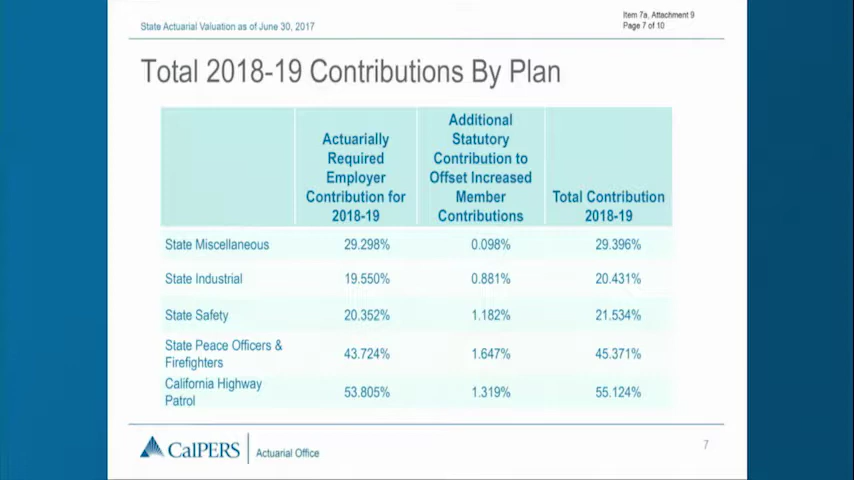 State Actuarial Valuation as of June 30, 2017
Item 7a, Attachment 9
Page 7 of 10
Total 2018-19 Contributions By Plan
Actuarially
Required
Employer
Contribution for
2018-19
Additional
Statutory
Contribution to
Offset Increased
Member
Contributions
Total Contribution
2018-19
State Miscellaneous 29.298% 0.098% 29.396%
State Industrial 19.550% 0.881% 20.431%
State Safety 20.352% 1.182% 21.534%
State Peace Officers &
Firefighters 43.724% 1.647% 45.371%
California Highway
Patrol 53.805% 1.319% 55.124%
CalPERS Actuarial Office 7